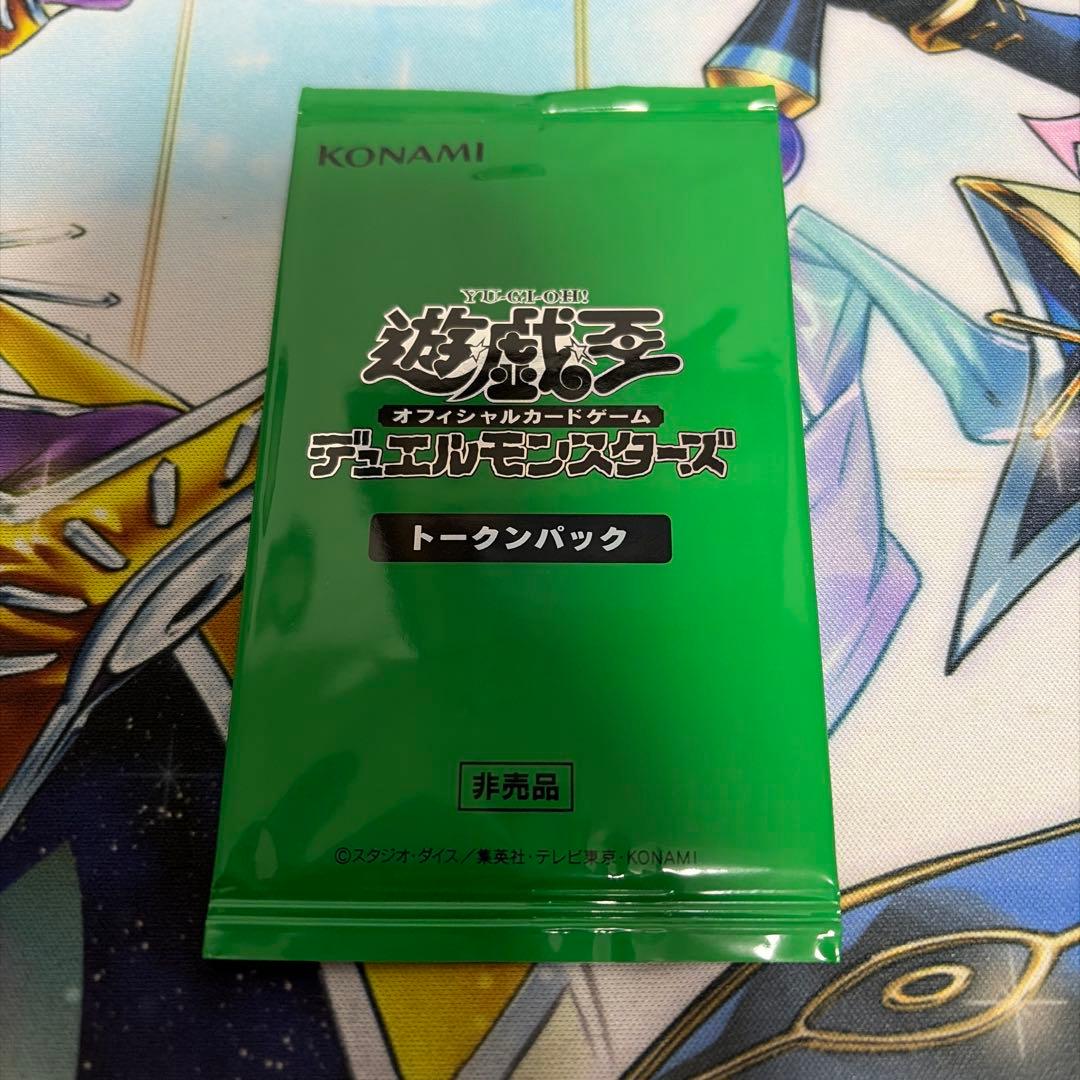 KONAMI
YU-GI-OH!
遊戯王
オフィシャルカードゲーム
デュエルモンスターズ
トークンパック
非売品
©スタジオ・ダイス／集英社・テレビ東京・KONAMI